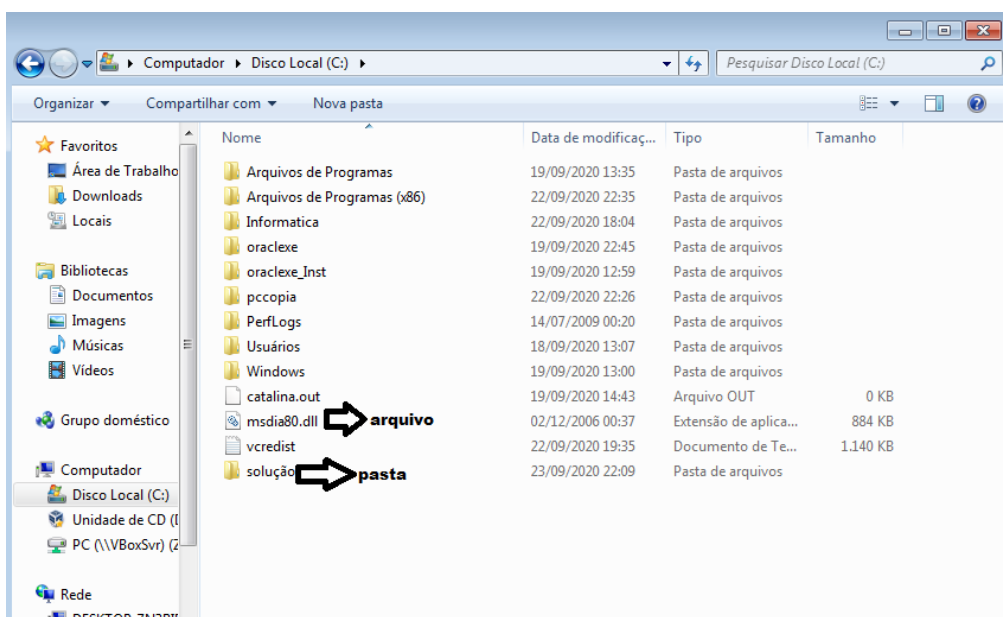 Computador ▸ Disco Local (C:) ▸ Pesquisar Disco Local (C:)
Organizar Compartilhar com Nova pasta
Nome Data de modificaç... Tipo Tamanho
Favoritos
Área de Trabalho
Downloads
Locais
Bibliotecas
Documentos
Imagens
Músicas
Vídeos
Grupo doméstico
Computador
Disco Local (C:)
Unidade de CD (
PC (\\VBoxSvr) (
Rede
Arquivos de Programas 19/09/2020 13:35 Pasta de arquivos
Arquivos de Programas (x86) 22/09/2020 22:35 Pasta de arquivos
Informatica 22/09/2020 18:04 Pasta de arquivos
oraclexe 19/09/2020 22:45 Pasta de arquivos
oraclexe_Inst 19/09/2020 12:59 Pasta de arquivos
pccopia 22/09/2020 22:26 Pasta de arquivos
PerfLogs 14/07/2009 00:20 Pasta de arquivos
Usuários 18/09/2020 13:07 Pasta de arquivos
Windows 19/09/2020 13:00 Pasta de arquivos
catalina.out 19/09/2020 14:43 Arquivo OUT 0 KB
msdia80.dll arquivo 02/12/2006 00:37 Extensão de aplica... 884 KB
vcredist 22/09/2020 19:35 Documento de Te... 1.140 KB
solução pasta 23/09/2020 22:09 Pasta de arquivos